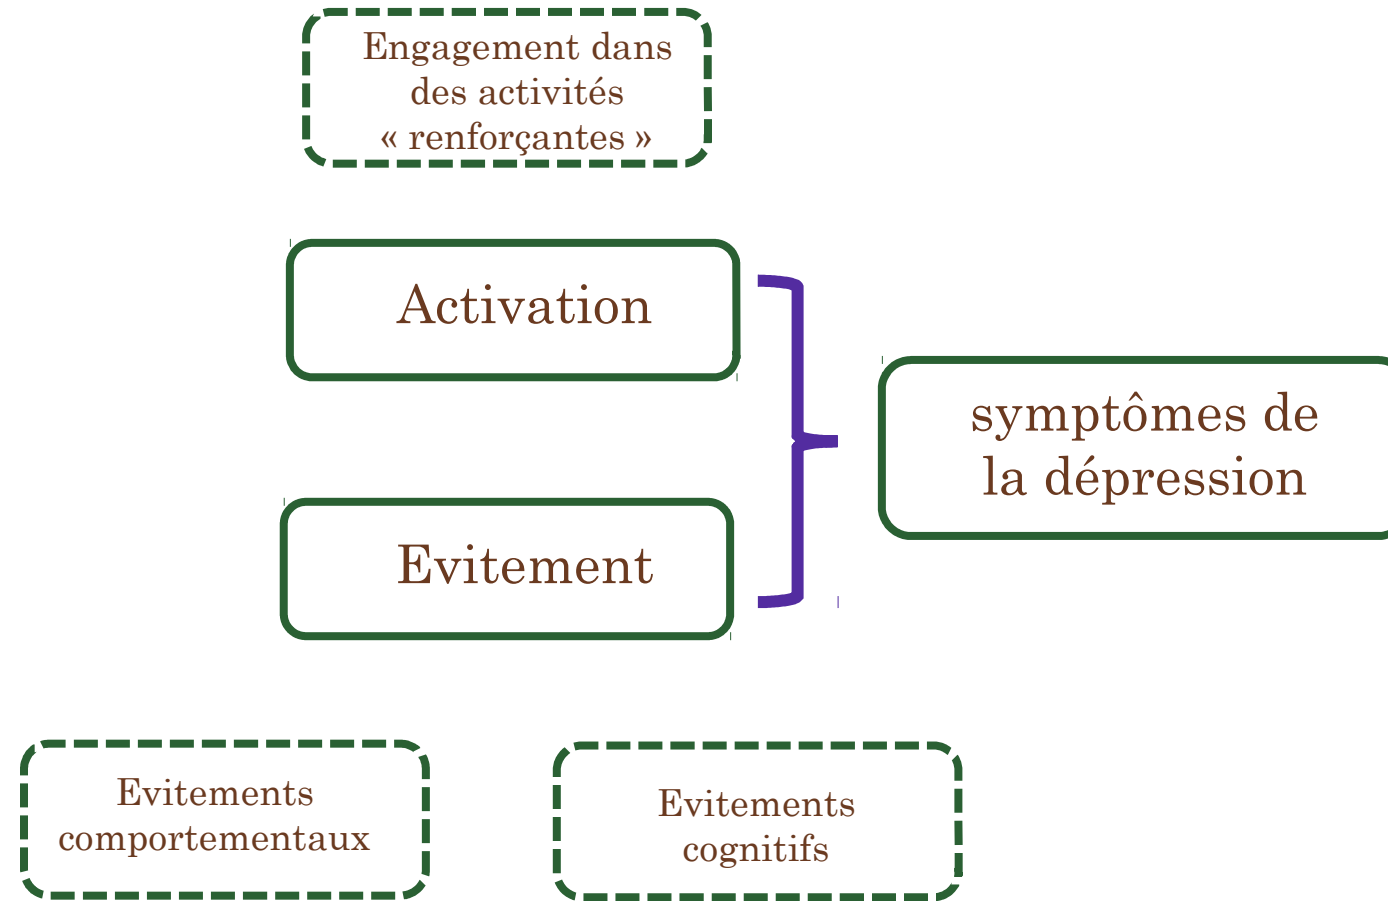 Engagement dans
des activités
« renforçantes »
Activation
symptômes de
la dépression
Evitement
Evitements
comportementaux
Evitements
cognitifs